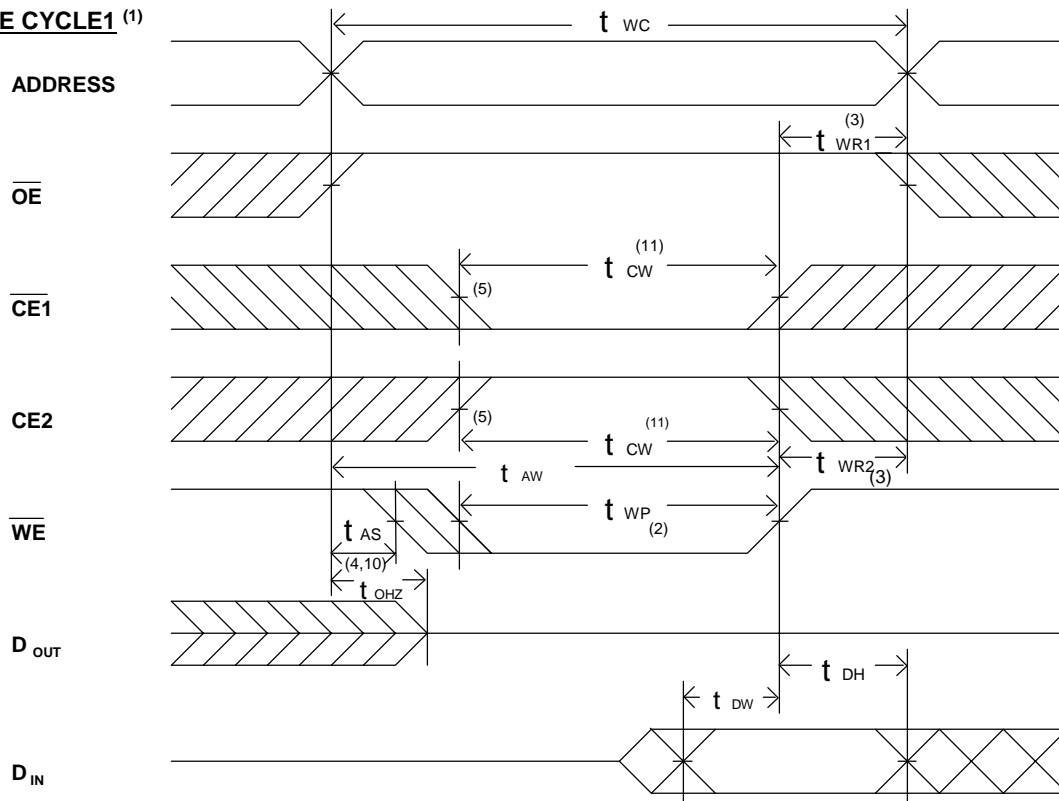 E CYCLE1 (1)
t WC
ADDRESS
(3)
t WR1
OE
(11)
t CW
(5)
CE1
CE2
(5)
(11)
t CW
t AW
t WR2
(3)
t WP
(2)
WE
t AS
(4,10)
t OHZ
D OUT
t DH
t DW
D IN